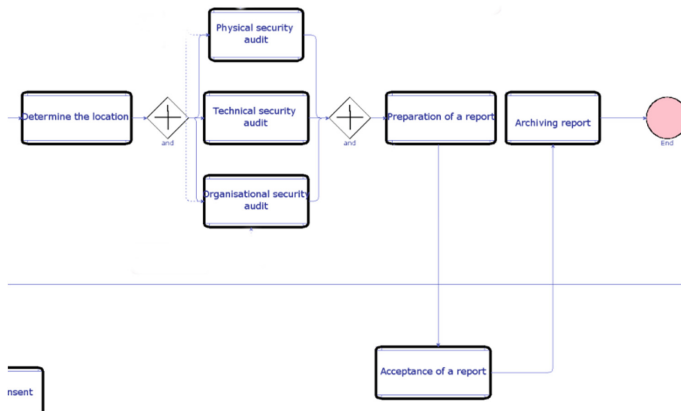 Physical security
audit
Determine the location
Technical security
audit
Preparation of a report
Archiving report
and
and
End
Organisational security
audit
Acceptance of a report
nsent